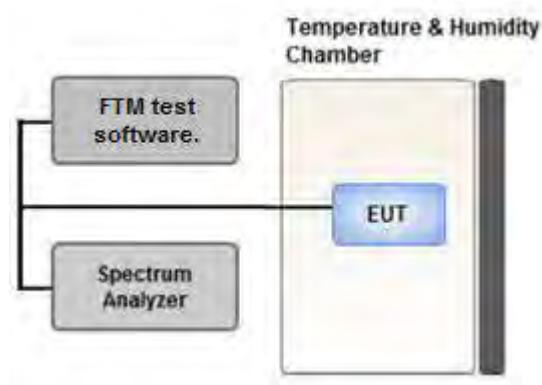 Temperature & Humidity
Chamber
FTM test
software.
EUT
Spectrum
Analyzer